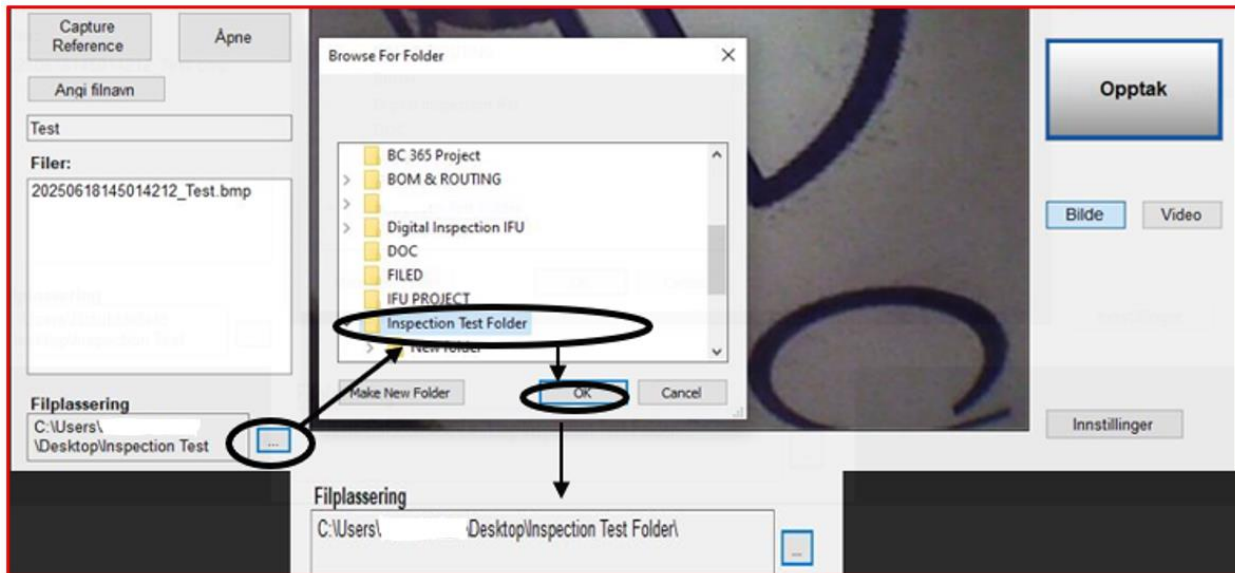 Capture
Reference
Åpne
Angi filnavn
Test
Filer:
20250618145014212_Test.bmp
Filplassering
C:\Users\
\Desktop\Inspection Test
...
Browse For Folder
BC 365 Project
BOM & ROUTING
Digital Inspection IFU
DOC
FILED
IFU PROJECT
Inspection Test Folder
New folder
Make New Folder
OK
Cancel
Opptak
Bilde
Video
Innstillinger
Filplassering
C:\Users\ \Desktop\Inspection Test Folder\
...